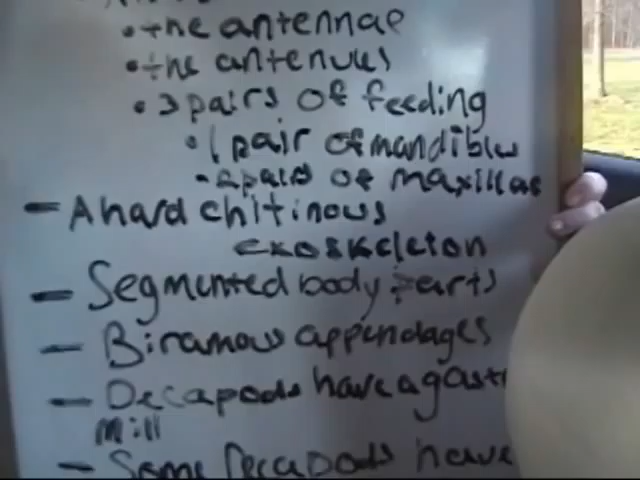 • the antennae
• the antenules
• 3 pairs of feeding
• 1 pair of mandibles
• 2 pairs of maxillae
- A hard chitinous
exoskeleton
- Segmented body parts
- Biramous appendages
- Decapods have a gastr
mill
- Some Decapods have